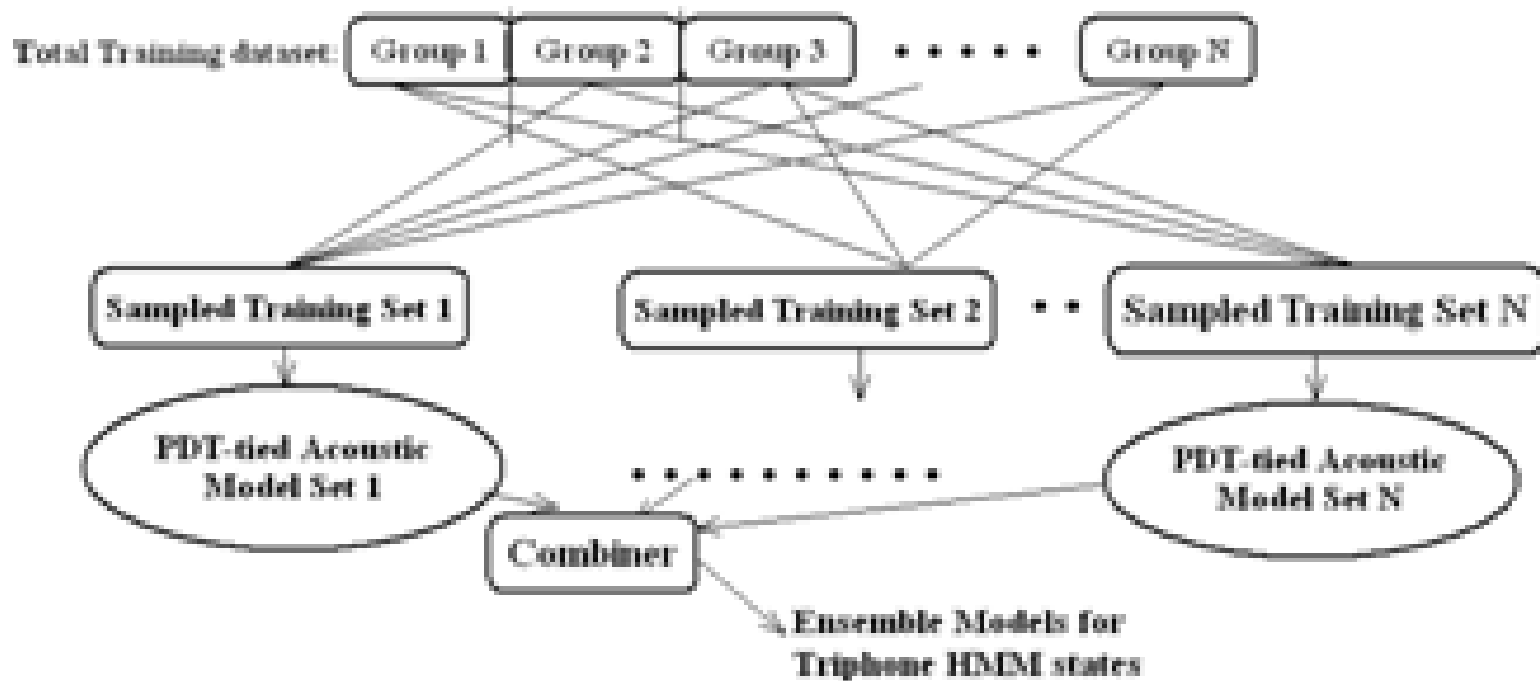 Total Training dataset: Group 1 Group 2 Group 3 Group N
Sampled Training Set 1 Sampled Training Set 2 Sampled Training Set N
PDT-tied Acoustic
Model Set 1
PDT-tied Acoustic
Model Set N
Combiner
Ensemble Models for
Triphone HMM states